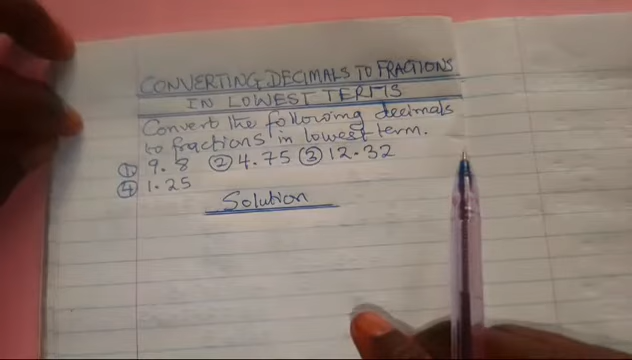 CONVERTING DECIMALS TO FRACTIONS
IN LOWEST TERMS
Convert the following decimals
to fractions in lowest term.
① 9.8 ② 4.75 ③ 12.32
④ 1.25
Solution